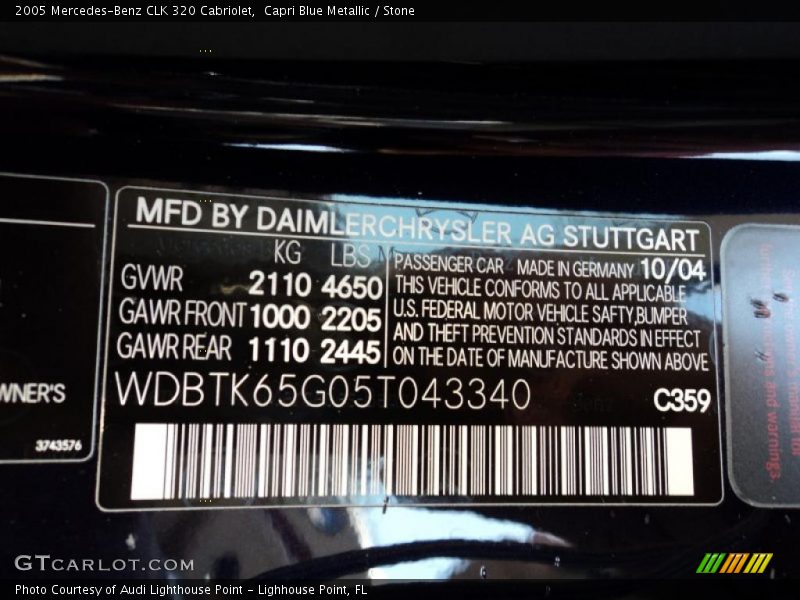 2005 Mercedes-Benz CLK 320 Cabriolet, Capri Blue Metallic / Stone
MFD BY DAIMLERCHRYSLER AG STUTTGART
KG LBS
GVWR 2110 4650
GAWR FRONT 1000 2205
GAWR REAR 1110 2445
PASSENGER CAR MADE IN GERMANY 10/04
THIS VEHICLE CONFORMS TO ALL APPLICABLE
U.S. FEDERAL MOTOR VEHICLE SAFTY,BUMPER
AND THEFT PREVENTION STANDARDS IN EFFECT
ON THE DATE OF MANUFACTURE SHOWN ABOVE
WDBTK65G05T043340
C359
WNER'S
3743576
and warnings.
GTCARLOT.COM
Photo Courtesy of Audi Lighthouse Point - Lighhouse Point, FL